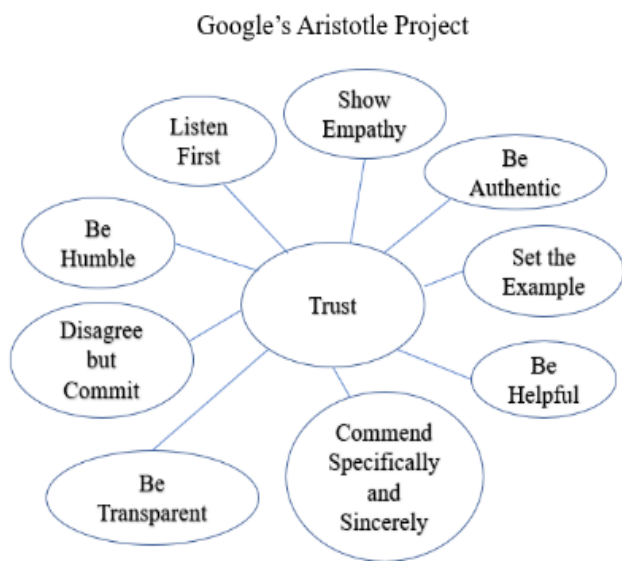 Google’s Aristotle Project
Show
Empathy
Listen
First
Be
Authentic
Be
Humble
Set the
Example
Trust
Disagree
but
Commit
Be
Helpful
Commend
Specifically
and
Sincerely
Be
Transparent